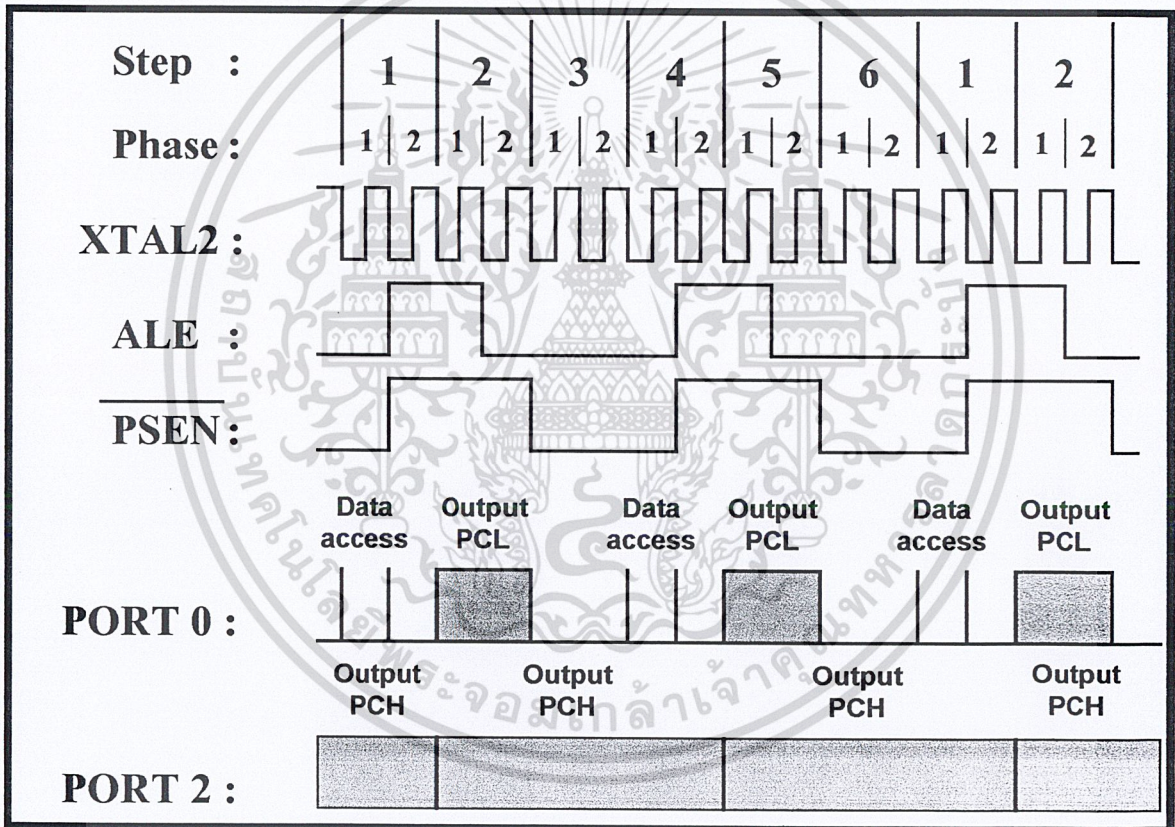 Step : 1 2 3 4 5 6 1 2
Phase : 1 2 1 2 1 2 1 2 1 2 1 2 1 2 1 2
XTAL2 :
ALE :
PSEN :
Data access Output PCL Data access Output PCL Data access Output PCL
PORT 0 :
Output PCH Output PCH Output PCH Output PCH
PORT 2 :